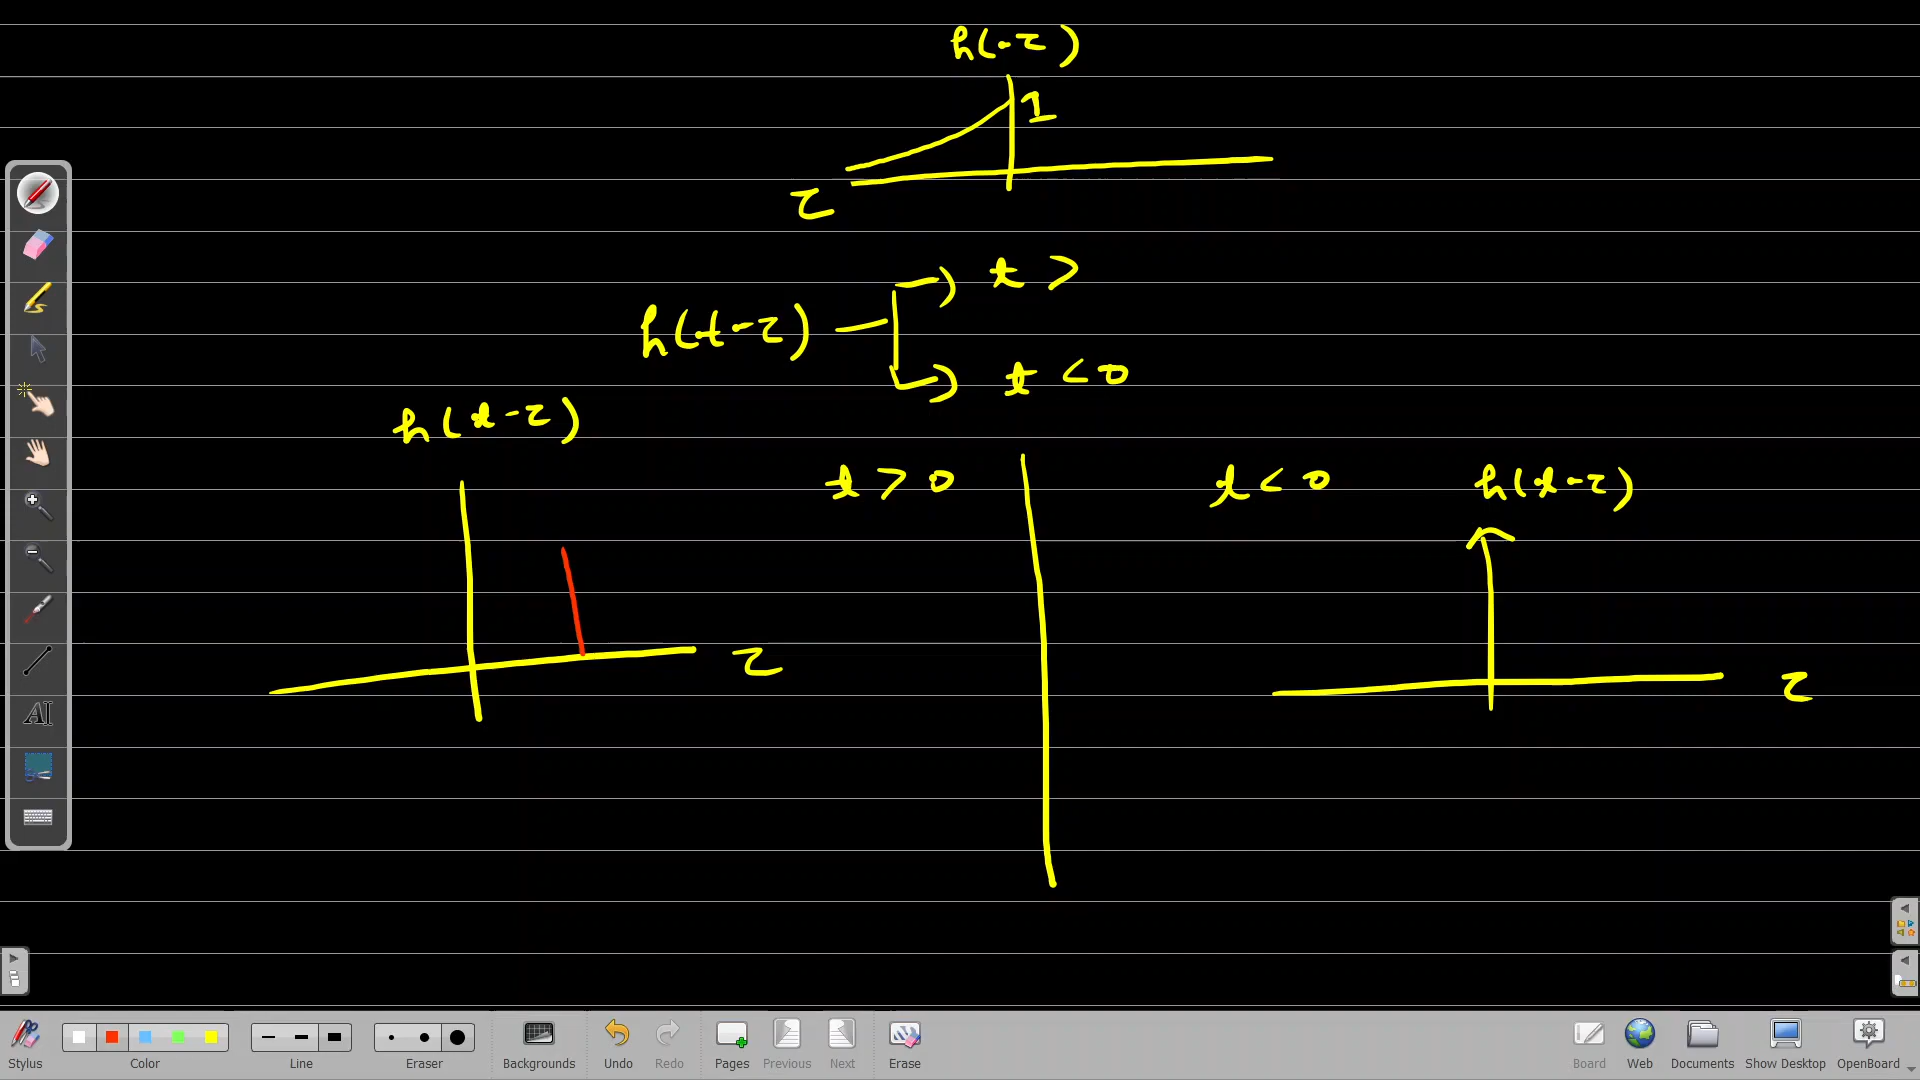 h(-τ)
1
τ
t >
h(t-τ)
t < 0
h(t-τ)
t > 0
t < 0
h(t-τ)
τ
τ
AI
Stylus
Color
Line
Eraser
Backgrounds
Undo
Redo
Pages
Previous
Next
Erase
Board
Web
Documents
Show Desktop
OpenBoard